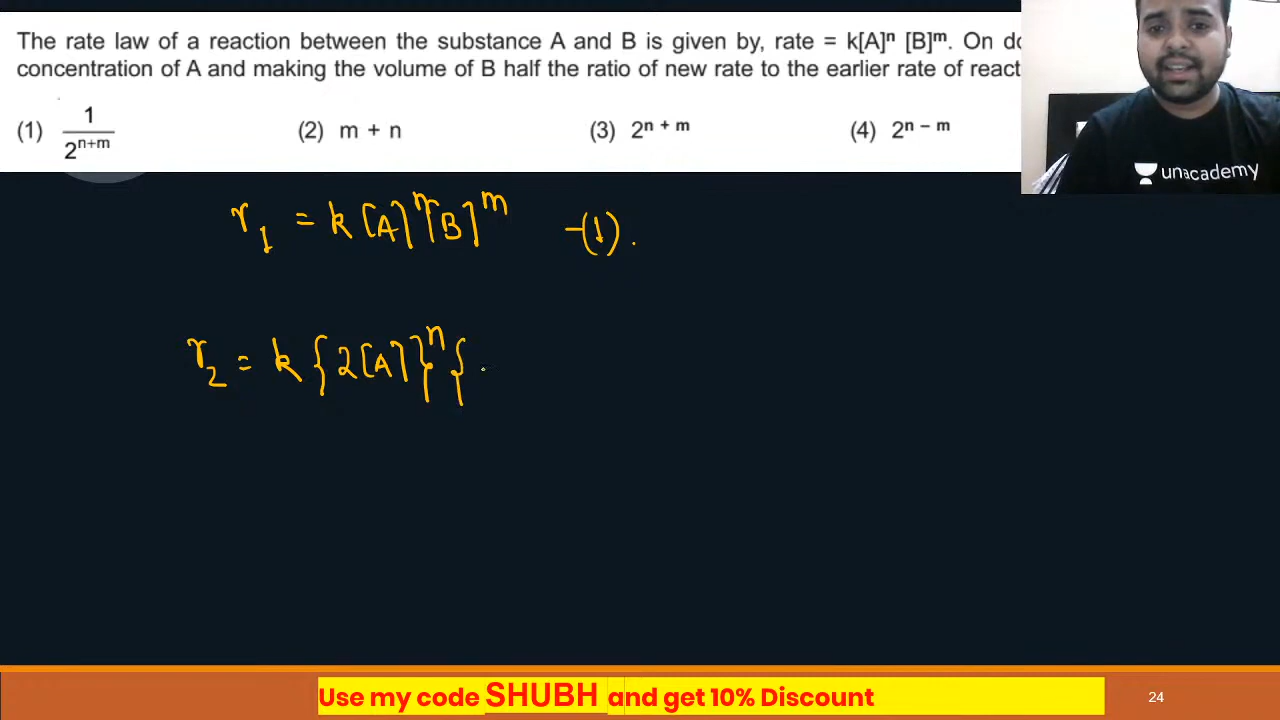 The rate law of a reaction between the substance A and B is given by, rate = k[A]ⁿ [B]ᵐ. On
concentration of A and making the volume of B half the ratio of new rate to the earlier rate of
(1) 1/2ⁿ⁺ᵐ (2) m + n (3) 2ⁿ ⁺ ᵐ (4) 2ⁿ ⁻ ᵐ
unacademy
r₁ = k [A]ⁿ[B]ᵐ -(1).
r₂ = k {2[A]}ⁿ{
Use my code SHUBH and get 10% Discount
24